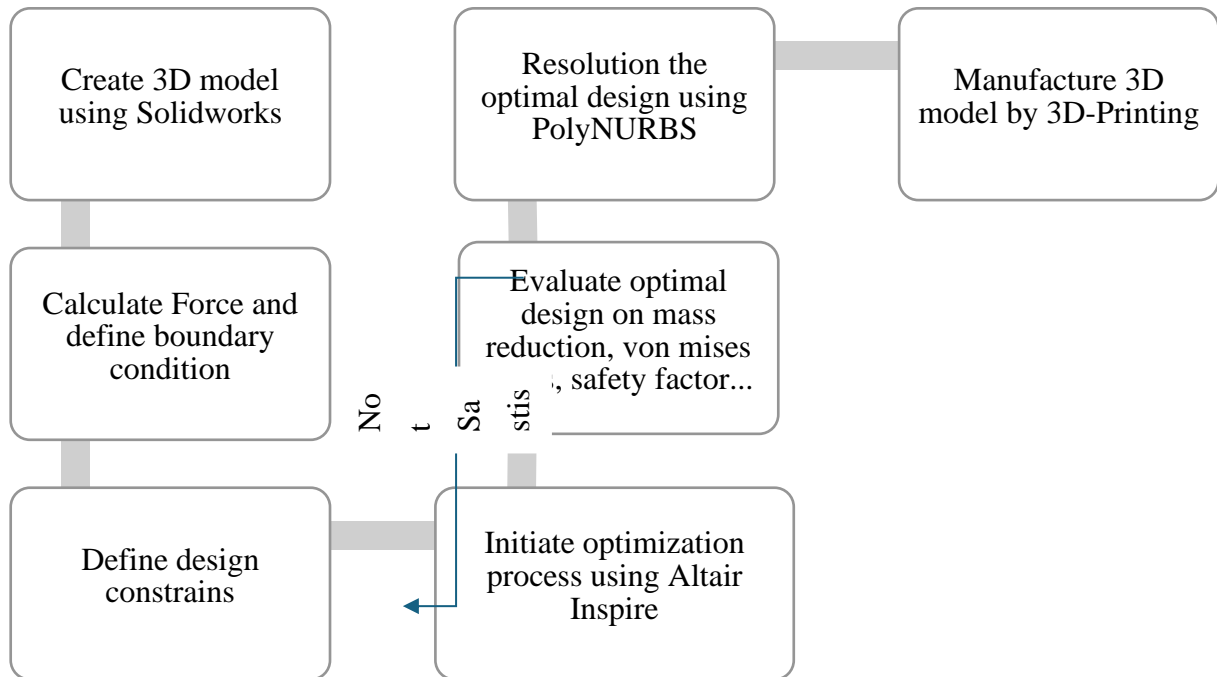 Create 3D model
using Solidworks
Calculate Force and
define boundary
condition
Define design
constrains
Initiate optimization
process using Altair
Inspire
Evaluate optimal
design on mass
reduction, von mises
, safety factor...
No
t
Sa
stis
Resolution the
optimal design using
PolyNURBS
Manufacture 3D
model by 3D-Printing